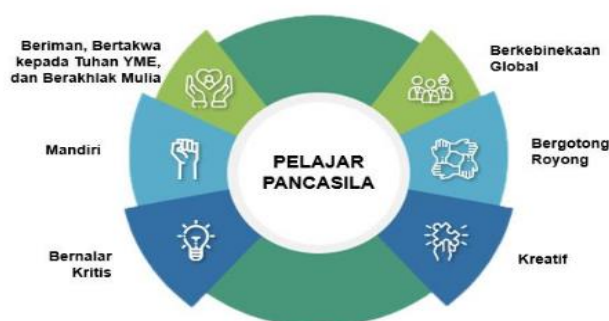 Beriman, Bertakwa
kepada Tuhan YME,
dan Berakhlak Mulia
Berkebinekaan
Global
Mandiri
PELAJAR
PANCASILA
Bergotong
Royong
Bernalar
Kritis
Kreatif